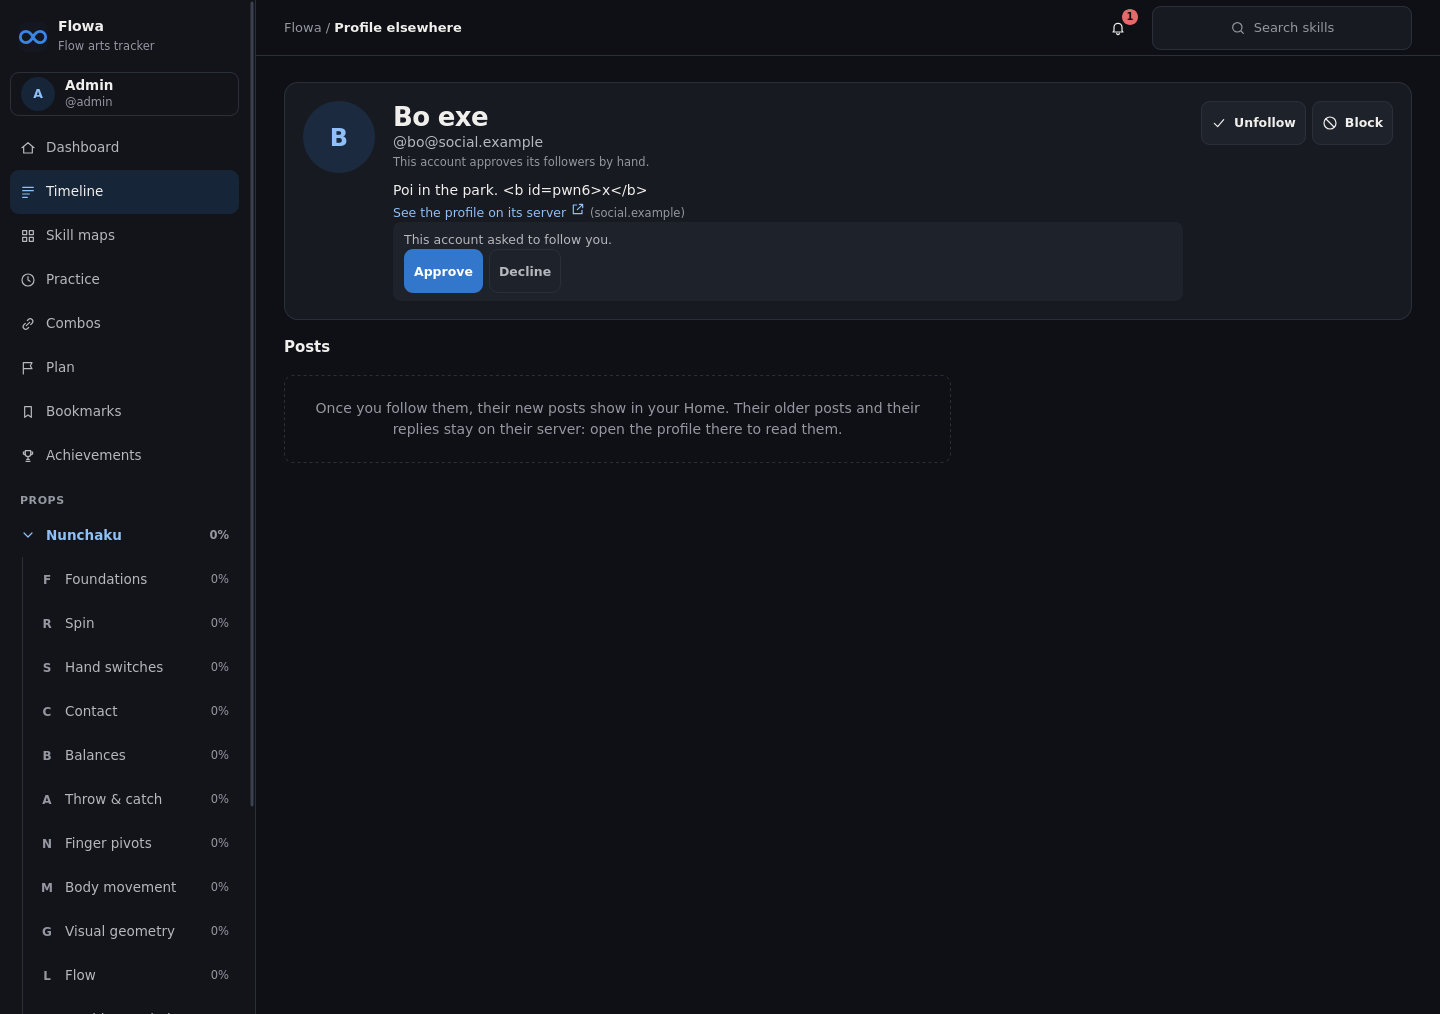 Flowa
Flow arts tracker
A
Admin
@admin
Dashboard
Timeline
Skill maps
Practice
Combos
Plan
Bookmarks
Achievements
PROPS
Nunchaku 0%
F Foundations 0%
R Spin 0%
S Hand switches 0%
C Contact 0%
B Balances 0%
A Throw & catch 0%
N Finger pivots 0%
M Body movement 0%
G Visual geometry 0%
L Flow 0%
Flowa / Profile elsewhere
1
Search skills
B
Bo exe
@bo@social.example
This account approves its followers by hand.
Poi in the park. <b id=pwn6>x</b>
See the profile on its server (social.example)
This account asked to follow you.
Approve Decline
Unfollow Block
Posts
Once you follow them, their new posts show in your Home. Their older posts and their
replies stay on their server: open the profile there to read them.